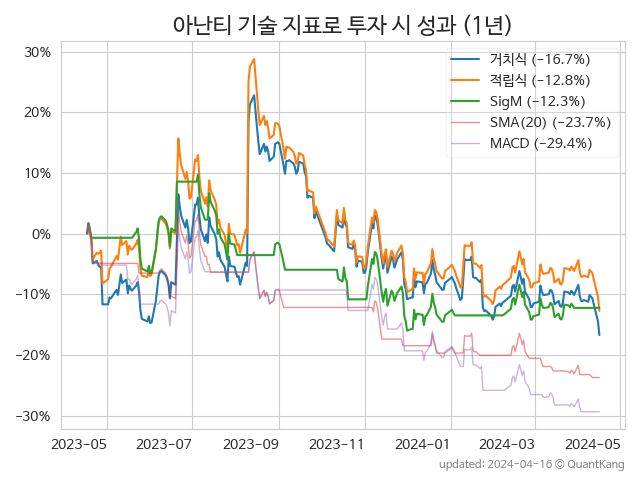 아난티 기술 지표로 투자 시 성과 (1년)
30%
20%
10%
0%
−10%
−20%
−30%
거치식 (−16.7%)
적립식 (−12.8%)
SigM (−12.3%)
SMA(20) (−23.7%)
MACD (−29.4%)
2023-05 2023-07 2023-09 2023-11 2024-01 2024-03 2024-05
updated: 2024-04-16 © QuantKang